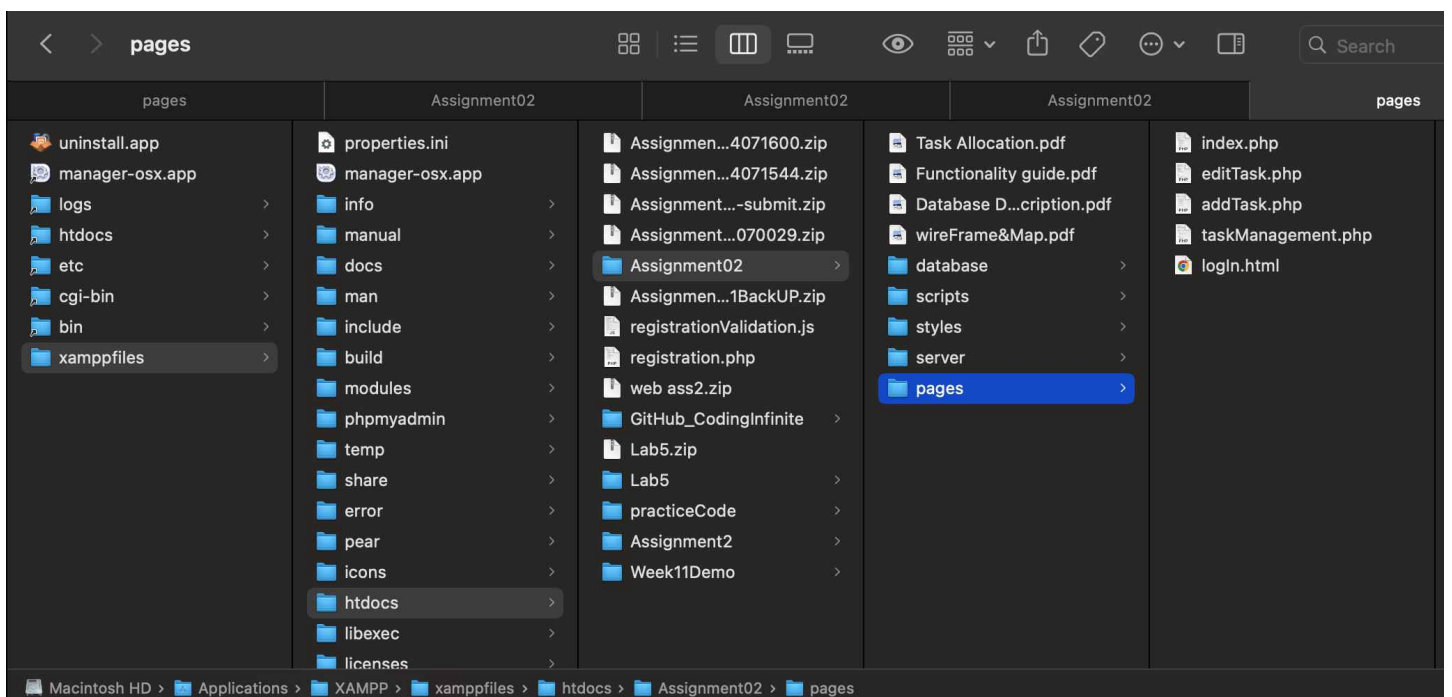 pages
Search
pages
Assignment02
Assignment02
Assignment02
pages
uninstall.app
manager-osx.app
logs
htdocs
etc
cgi-bin
bin
xamppfiles
properties.ini
manager-osx.app
info
manual
docs
man
include
build
modules
phpmyadmin
temp
share
error
pear
icons
htdocs
libexec
licenses
Assignmen...4071600.zip
Assignmen...4071544.zip
Assignment...-submit.zip
Assignment...070029.zip
Assignment02
Assignmen...1BackUP.zip
registrationValidation.js
registration.php
web ass2.zip
GitHub_CodingInfinite
Lab5.zip
Lab5
practiceCode
Assignment2
Week11Demo
Task Allocation.pdf
Functionality guide.pdf
Database D...cription.pdf
wireFrame&Map.pdf
database
scripts
styles
server
pages
index.php
editTask.php
addTask.php
taskManagement.php
logIn.html
Macintosh HD › Applications › XAMPP › xamppfiles › htdocs › Assignment02 › pages